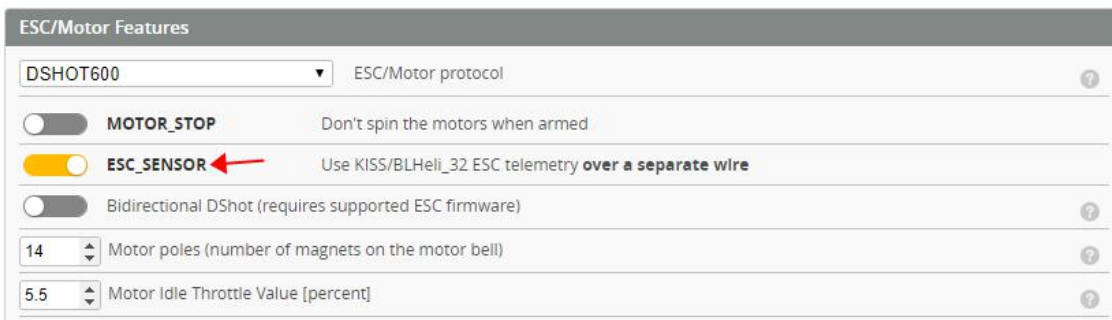 ESC/Motor Features
DSHOT600 ESC/Motor protocol ?
MOTOR_STOP Don't spin the motors when armed
ESC_SENSOR Use KISS/BLHeli_32 ESC telemetry over a separate wire
Bidirectional DShot (requires supported ESC firmware) ?
14 Motor poles (number of magnets on the motor bell) ?
5.5 Motor Idle Throttle Value [percent] ?